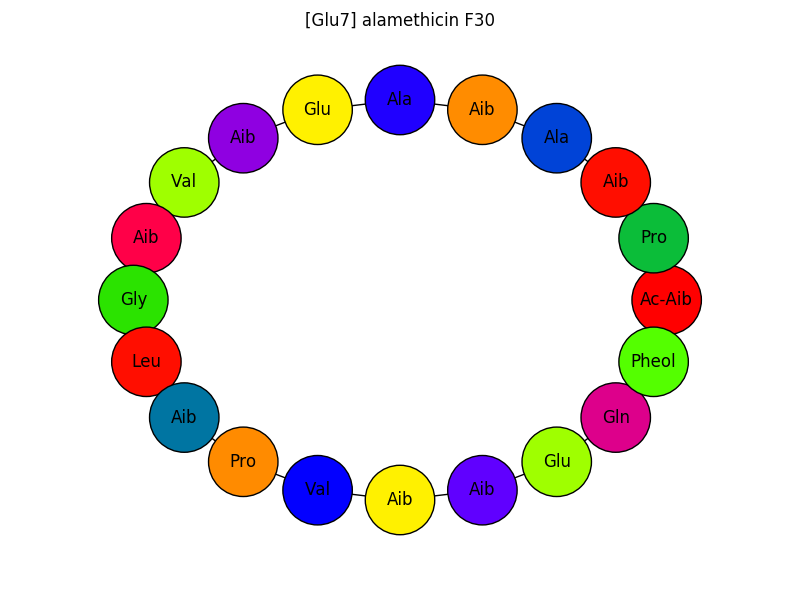 [Glu7] alamethicin F30
Ala
Glu
Aib
Aib
Ala
Val
Aib
Aib
Pro
Gly
Ac-Aib
Leu
Pheol
Aib
Gln
Pro
Glu
Val
Aib
Aib